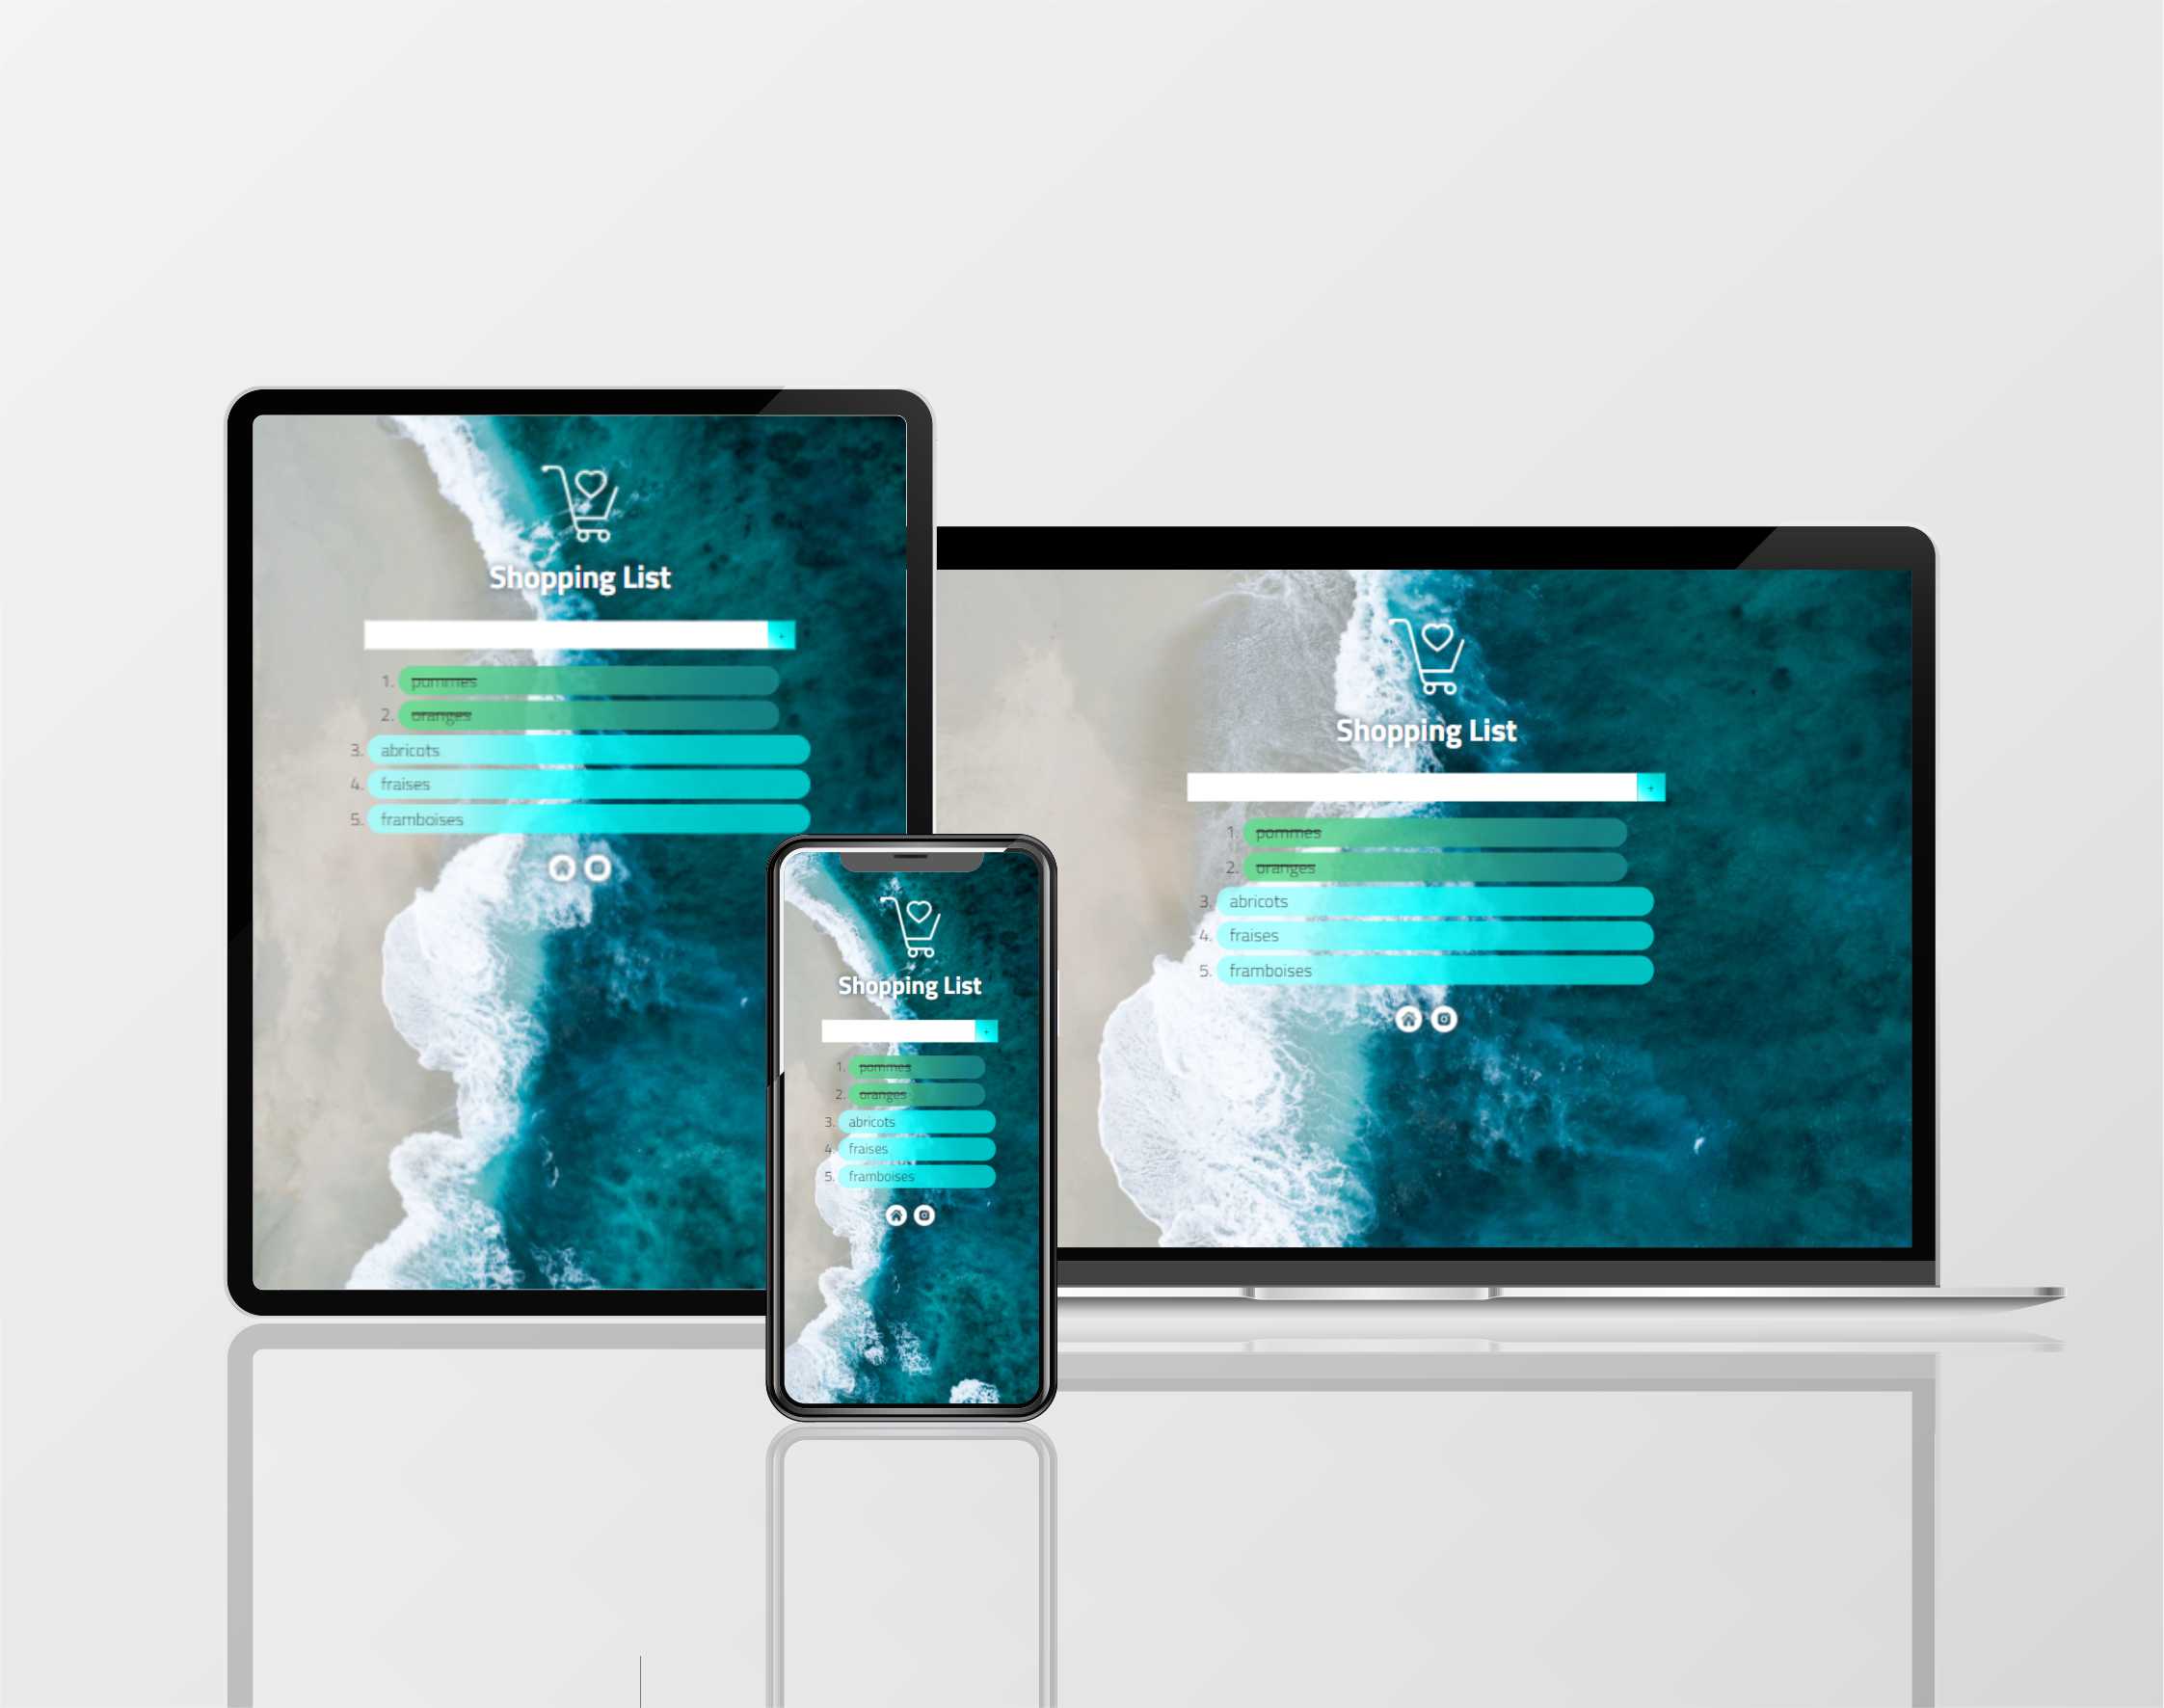 Shopping List
+
1. pommes
2. oranges
3. abricots
4. fraises
5. framboises
Shopping List
+
1. pommes
2. oranges
3. abricots
4. fraises
5. framboises
Shopping List
+
1. pommes
2. oranges
3. abricots
4. fraises
5. framboises